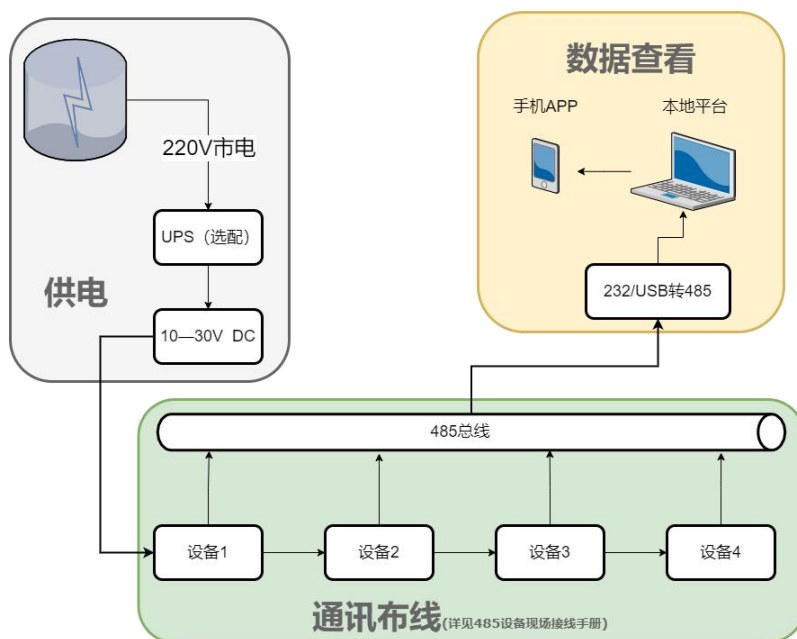 220V市电
UPS（选配）
供电
10—30V DC
数据查看
手机APP
本地平台
232/USB转485
485总线
设备1
设备2
设备3
设备4
通讯布线(详见485设备现场接线手册)